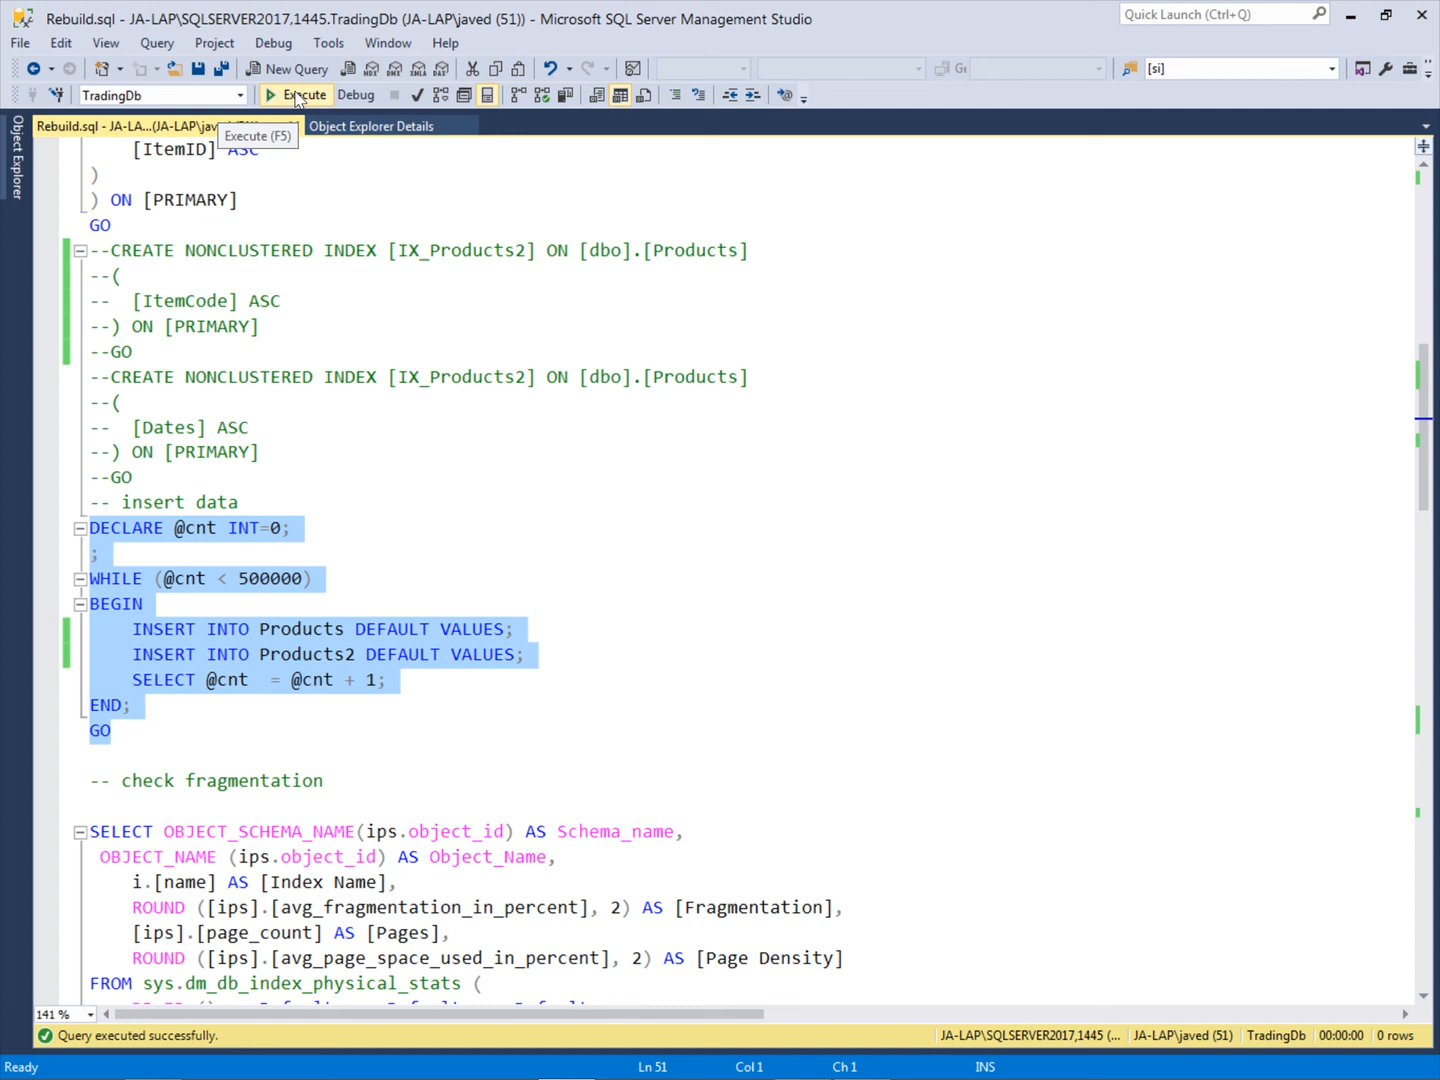 Rebuild.sql - JA-LAP\SQLSERVER2017,1445.TradingDb (JA-LAP\javed (51)) - Microsoft SQL Server Management Studio
Quick Launch (Ctrl+Q)
File Edit View Query Project Debug Tools Window Help
New Query
[si]
TradingDb
Execute Debug
Rebuild.sql - JA-LA...(JA-LAP\jav
Object Explorer Details
Execute (F5)
Object Explorer
[ItemID] ASC
)
) ON [PRIMARY]
GO
--CREATE NONCLUSTERED INDEX [IX_Products2] ON [dbo].[Products]
--(
-- [ItemCode] ASC
--) ON [PRIMARY]
--GO
--CREATE NONCLUSTERED INDEX [IX_Products2] ON [dbo].[Products]
--(
-- [Dates] ASC
--) ON [PRIMARY]
--GO
-- insert data
DECLARE @cnt INT=0;
;
WHILE (@cnt < 500000)
BEGIN
INSERT INTO Products DEFAULT VALUES;
INSERT INTO Products2 DEFAULT VALUES;
SELECT @cnt = @cnt + 1;
END;
GO
-- check fragmentation
SELECT OBJECT_SCHEMA_NAME(ips.object_id) AS Schema_name,
OBJECT_NAME (ips.object_id) AS Object_Name,
i.[name] AS [Index Name],
ROUND ([ips].[avg_fragmentation_in_percent], 2) AS [Fragmentation],
[ips].[page_count] AS [Pages],
ROUND ([ips].[avg_page_space_used_in_percent], 2) AS [Page Density]
FROM sys.dm_db_index_physical_stats (
141 %
Query executed successfully.
JA-LAP\SQLSERVER2017,1445 (... JA-LAP\javed (51) TradingDb 00:00:00 0 rows
Ready
Ln 51
Col 1
Ch 1
INS